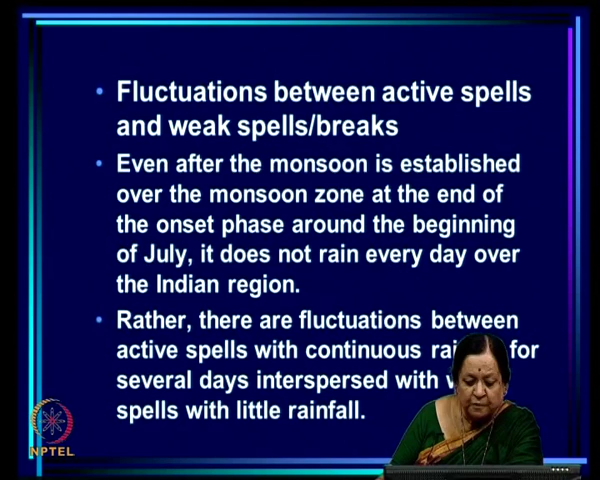 Fluctuations between active spells
and weak spells/breaks
Even after the monsoon is established
over the monsoon zone at the end of
the onset phase around the beginning
of July, it does not rain every day over
the Indian region.
Rather, there are fluctuations between
active spells with continuous for
several days interspersed with
spells with little rainfall.
NPTEL